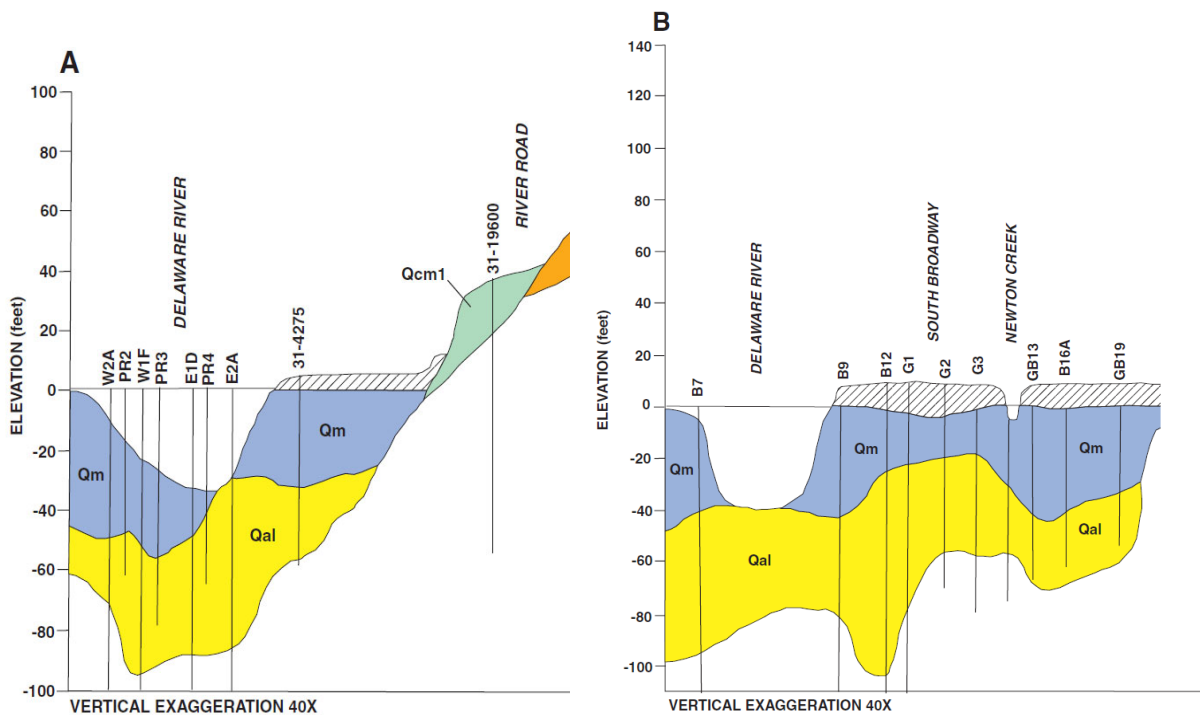 A
ELEVATION (feet)
100
80
60
40
20
0
-20
-40
-60
-80
-100
W2A
PR2
W1F
PR3
DELAWARE RIVER
E1D
PR4
E2A
31-4275
Qcm1
31-19600
RIVER ROAD
Qm
Qm
Qal
VERTICAL EXAGGERATION 40X
B
ELEVATION (feet)
140
120
100
80
60
40
20
0
-20
-40
-60
-80
-100
B7
DELAWARE RIVER
B9
B12
G1
SOUTH BROADWAY
G2
G3
NEWTON CREEK
GB13
B16A
GB19
Qm
Qm
Qm
Qal
Qal
VERTICAL EXAGGERATION 40X